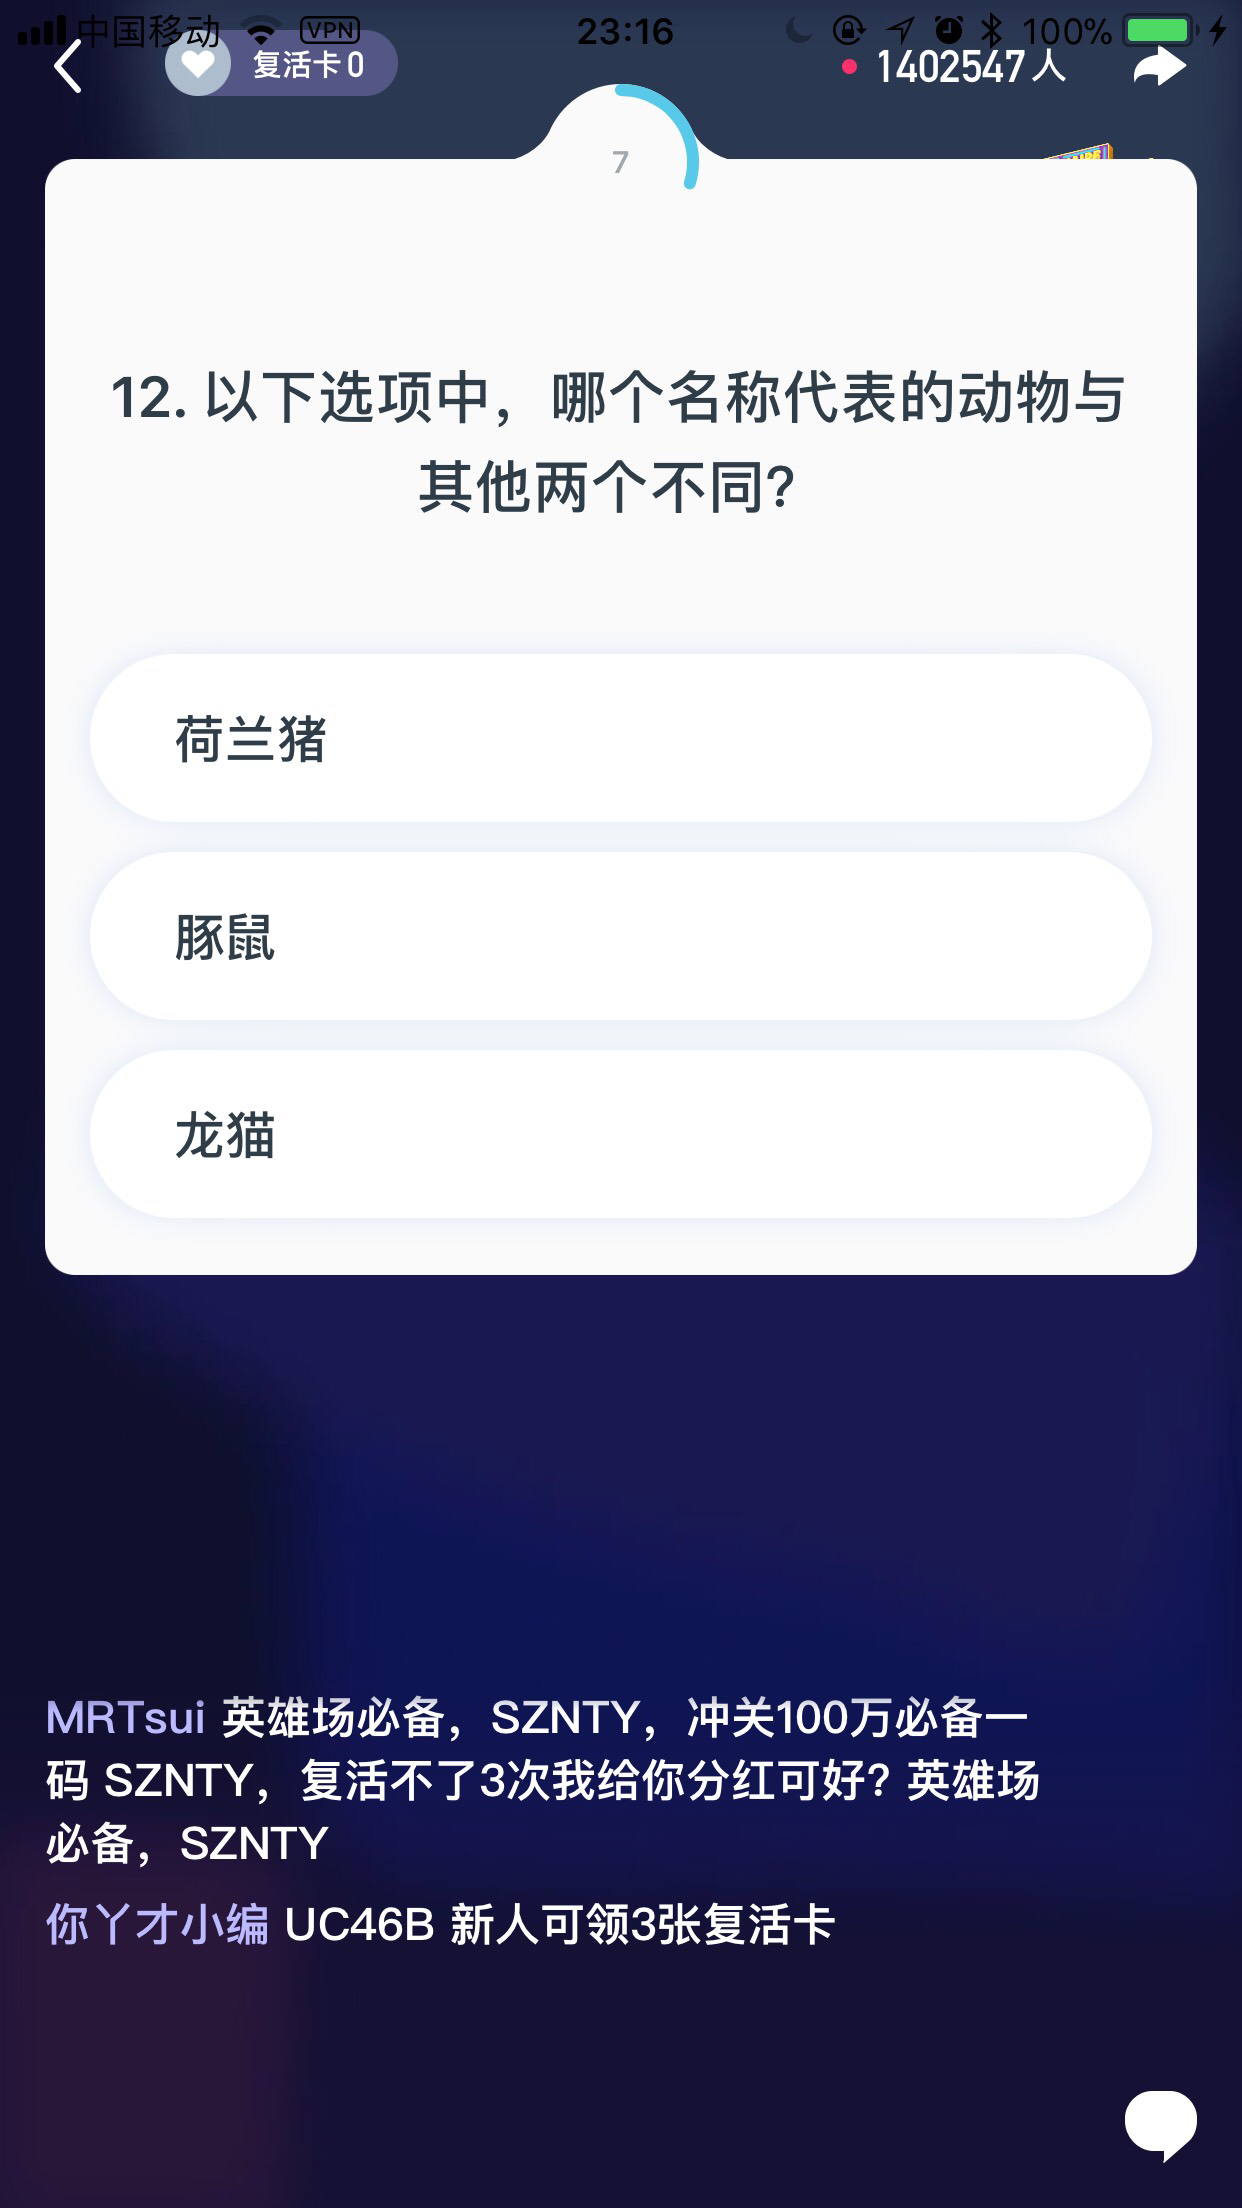 中国移动 VPN 23:16 100%
复活卡 0 1402547 人
7
12. 以下选项中，哪个名称代表的动物与
其他两个不同?
荷兰猪
豚鼠
龙猫
MRTsui 英雄场必备，SZNTY，冲关100万必备一
码 SZNTY，复活不了3次我给你分红可好？英雄场
必备，SZNTY
你丫才小编 UC46B 新人可领3张复活卡